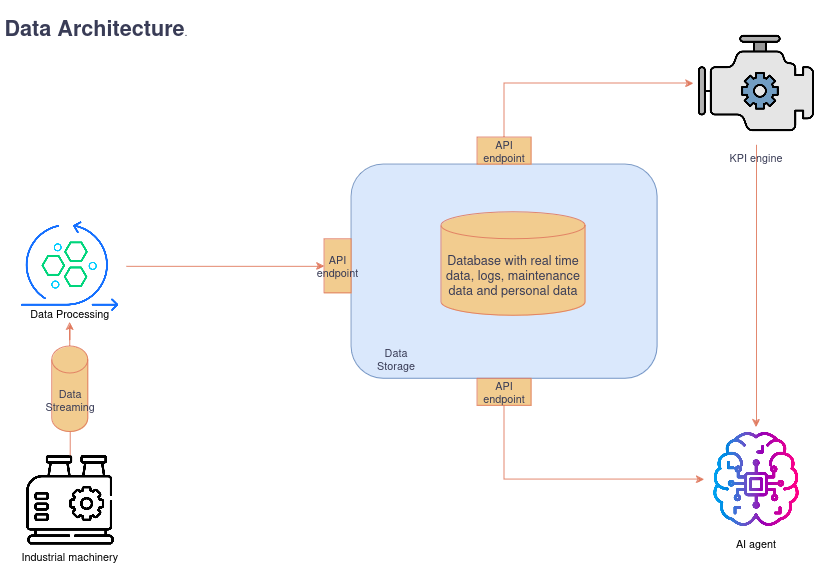 Data Architecture.
API
endpoint
KPI engine
API
endpoint
Database with real time
data, logs, maintenance
data and personal data
Data Processing
Data
Storage
API
endpoint
Data
Streaming
Industrial machinery
AI agent